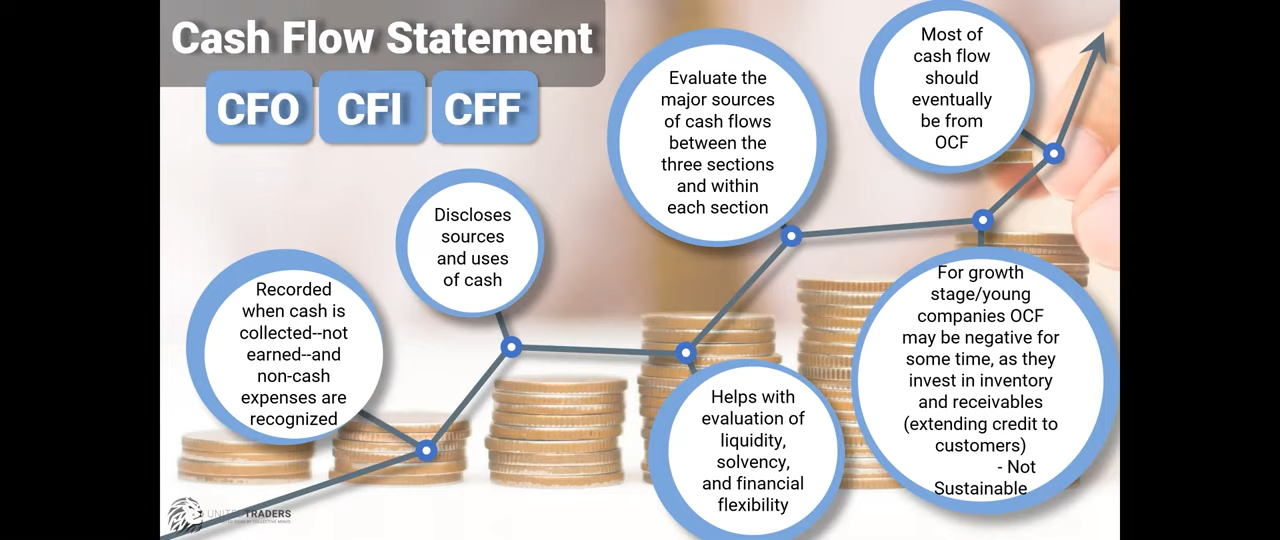 Cash Flow Statement
CFO CFI CFF
Recorded
when cash is
collected--not
earned--and
non-cash
expenses are
recognized
Discloses
sources
and uses
of cash
Helps with
evaluation of
liquidity,
solvency,
and financial
flexibility
Evaluate the
major sources
of cash flows
between the
three sections
and within
each section
For growth
stage/young
companies OCF
may be negative for
some time, as they
invest in inventory
and receivables
(extending credit to
customers)
- Not
Sustainable
Most of
cash flow
should
eventually
be from
OCF
UNITED TRADERS